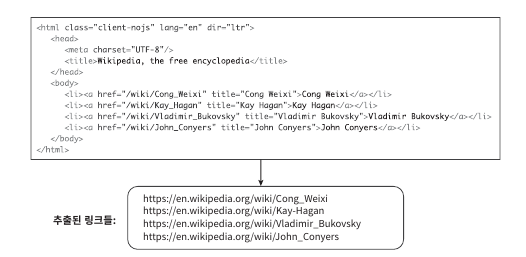 <html class="client-nojs" lang="en" dir="ltr">
<head>
<meta charset="UTF-8"/>
<title>Wikipedia, the free encyclopedia</title>
</head>
<body>
<li><a href="/wiki/Cong_Weixi" title="Cong Weixi">Cong Weixi</a></li>
<li><a href="/wiki/Kay_Hagan" title="Kay Hagan">Kay Hagan</a></li>
<li><a href="/wiki/Vladimir_Bukovsky" title="Vladimir Bukovsky">Vladimir Bukovsky</a></li>
<li><a href="/wiki/John_Conyers" title="John Conyers">John Conyers</a></li>
</body>
</html>
추출된 링크들:
https://en.wikipedia.org/wiki/Cong_Weixi
https://en.wikipedia.org/wiki/Kay-Hagan
https://en.wikipedia.org/wiki/Vladimir_Bukovsky
https://en.wikipedia.org/wiki/John_Conyers